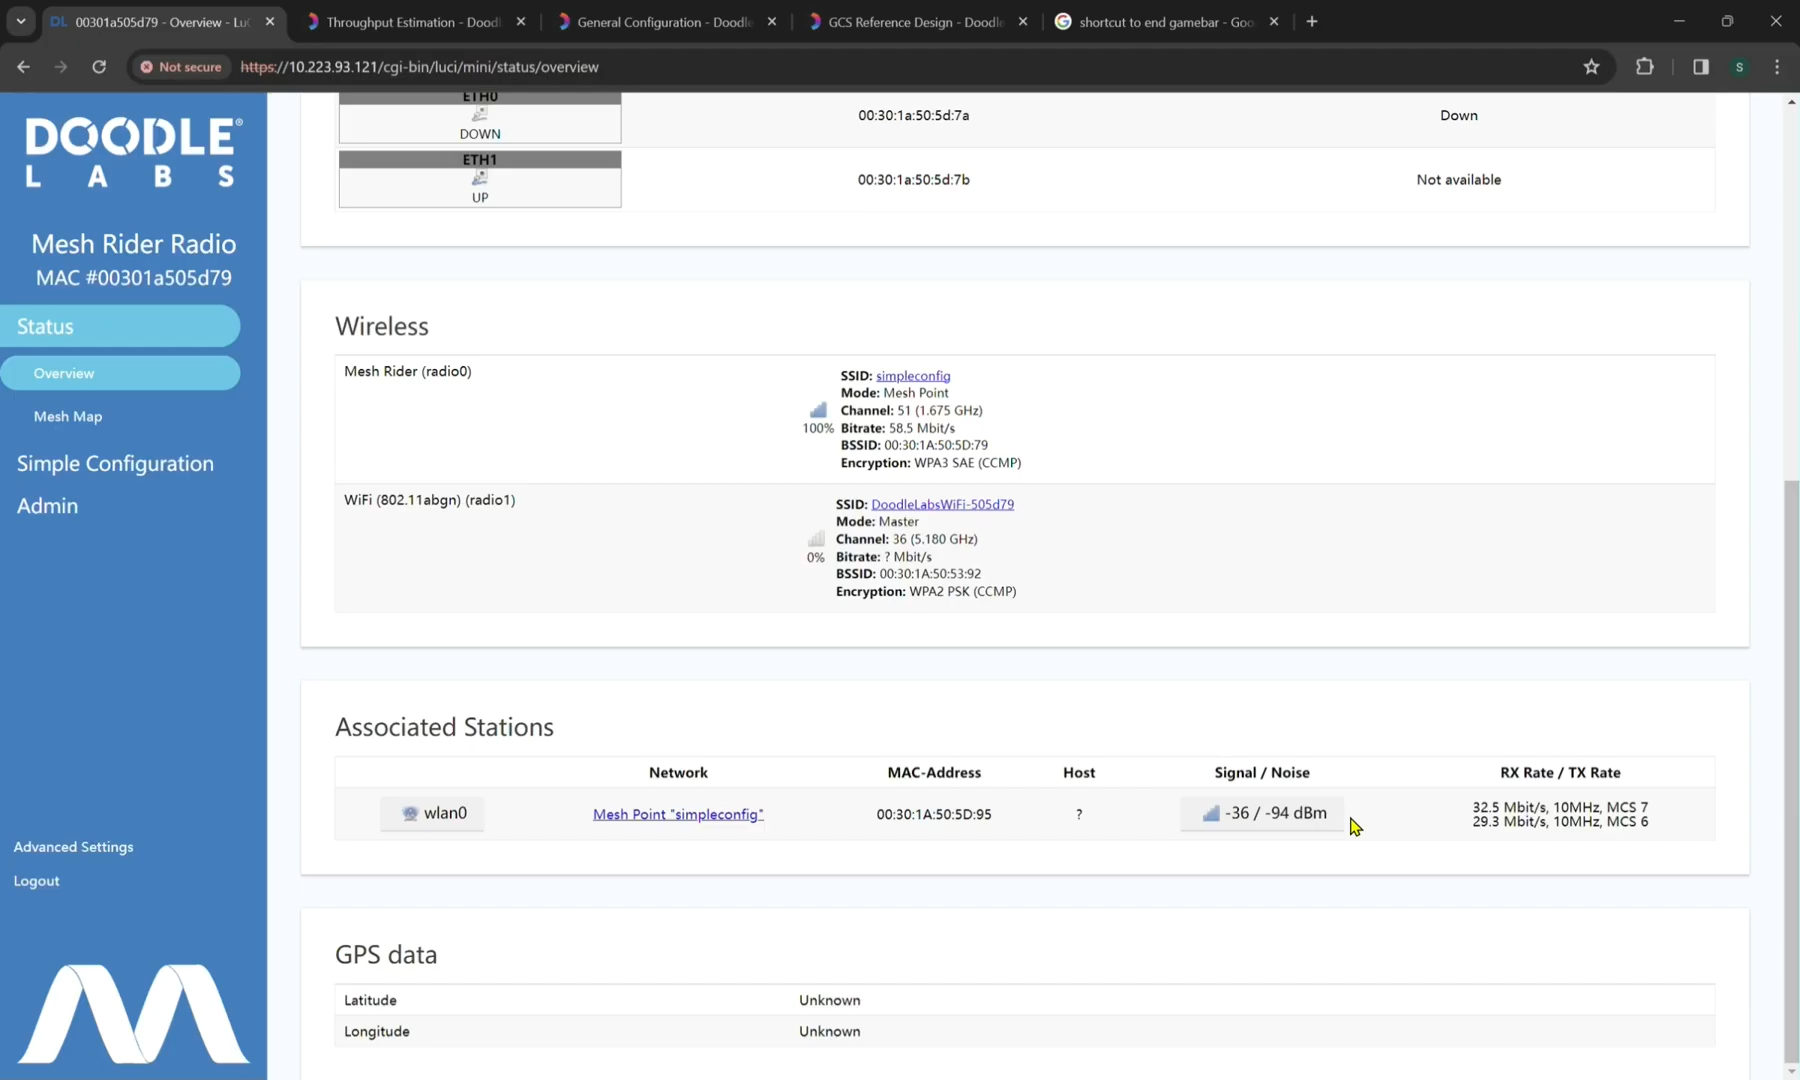 00301a505d79 - Overview - Lu
Throughput Estimation - Doodl
General Configuration - Doodle
GCS Reference Design - Doodle
shortcut to end gamebar - Goo
Not secure
https://10.223.93.121/cgi-bin/luci/mini/status/overview
S
DOODLE®
LABS
Mesh Rider Radio
MAC #00301a505d79
Status
Overview
Mesh Map
Simple Configuration
Admin
Advanced Settings
Logout
ETH0
DOWN
00:30:1a:50:5d:7a
Down
ETH1
UP
00:30:1a:50:5d:7b
Not available
Wireless
Mesh Rider (radio0)
100%
SSID: simpleconfig
Mode: Mesh Point
Channel: 51 (1.675 GHz)
Bitrate: 58.5 Mbit/s
BSSID: 00:30:1A:50:5D:79
Encryption: WPA3 SAE (CCMP)
WiFi (802.11abgn) (radio1)
0%
SSID: DoodleLabsWiFi-505d79
Mode: Master
Channel: 36 (5.180 GHz)
Bitrate: ? Mbit/s
BSSID: 00:30:1A:50:53:92
Encryption: WPA2 PSK (CCMP)
Associated Stations
Network MAC-Address Host Signal / Noise RX Rate / TX Rate
wlan0
Mesh Point "simpleconfig"
00:30:1A:50:5D:95
?
-36 / -94 dBm
32.5 Mbit/s, 10MHz, MCS 7
29.3 Mbit/s, 10MHz, MCS 6
GPS data
Latitude Unknown
Longitude Unknown